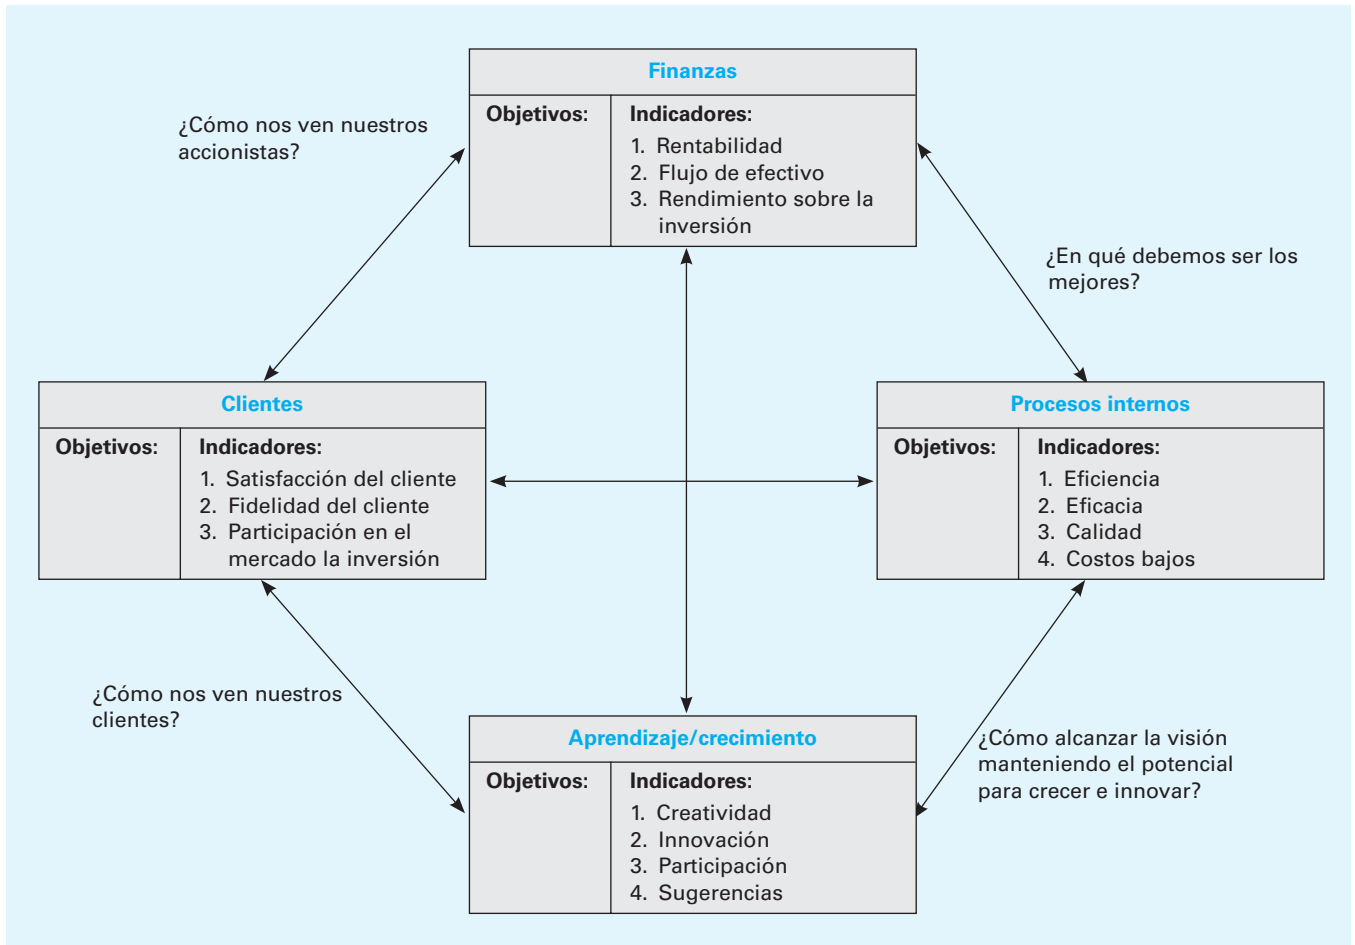 Finanzas
Objetivos:
Indicadores:
1. Rentabilidad
2. Flujo de efectivo
3. Rendimiento sobre la
inversión
¿Cómo nos ven nuestros
accionistas?
¿En qué debemos ser los
mejores?
Clientes
Objetivos:
Indicadores:
1. Satisfacción del cliente
2. Fidelidad del cliente
3. Participación en el
mercado la inversión
Procesos internos
Objetivos:
Indicadores:
1. Eficiencia
2. Eficacia
3. Calidad
4. Costos bajos
¿Cómo nos ven nuestros
clientes?
¿Cómo alcanzar la visión
manteniendo el potencial
para crecer e innovar?
Aprendizaje/crecimiento
Objetivos:
Indicadores:
1. Creatividad
2. Innovación
3. Participación
4. Sugerencias